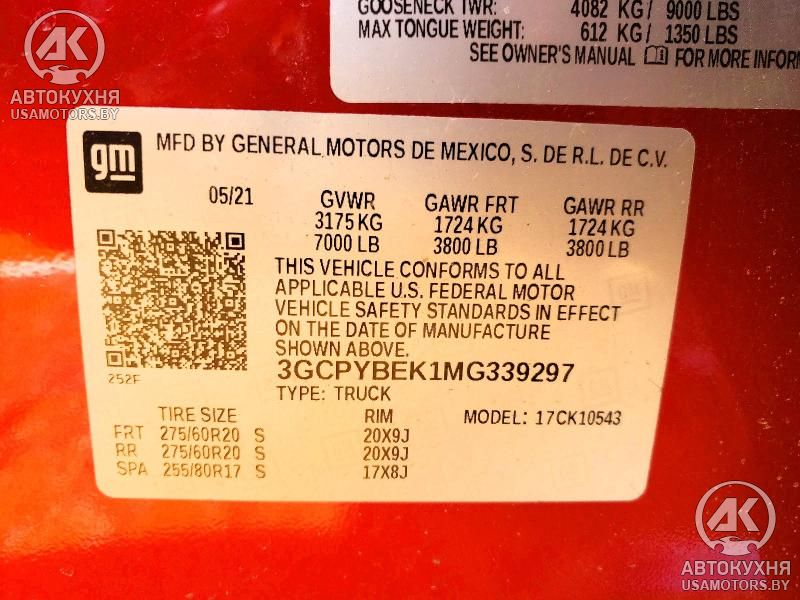 GOOSENECK TWR: 4082 KG/ 9000 LBS
MAX TONGUE WEIGHT: 612 KG/ 1350 LBS
SEE OWNER'S MANUAL FOR MORE INFORM
AK
АВТОКУХНЯ
USAMOTORS.BY
gm
MFD BY GENERAL MOTORS DE MEXICO, S. DE R.L. DE C.V.
05/21 GVWR GAWR FRT GAWR RR
3175 KG 1724 KG 1724 KG
7000 LB 3800 LB 3800 LB
THIS VEHICLE CONFORMS TO ALL
APPLICABLE U.S. FEDERAL MOTOR
VEHICLE SAFETY STANDARDS IN EFFECT
ON THE DATE OF MANUFACTURE
SHOWN ABOVE.
252F
3GCPYBEK1MG339297
TYPE: TRUCK
TIRE SIZE RIM MODEL: 17CK10543
FRT 275/60R20 S 20X9J
RR 275/60R20 S 20X9J
SPA 255/80R17 S 17X8J
AK
АВТОКУХНЯ
USAMOTORS.BY